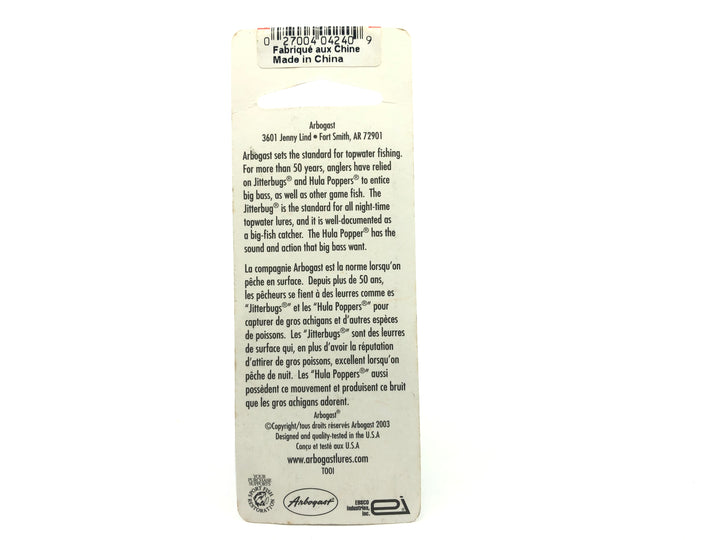 0 27004 04240 9
Fabriqué aux Chine
Made in China
Arbogast
3601 Jenny Lind • Fort Smith, AR 72901
Arbogast sets the standard for topwater fishing.
For more than 50 years, anglers have relied
on Jitterbugs® and Hula Poppers® to entice
big bass, as well as other game fish. The
Jitterbug® is the standard for all night-time
topwater lures, and it is well-documented as
a big-fish catcher. The Hula Popper® has the
sound and action that big bass want.
La compagnie Arbogast est la norme lorsqu'on
pêche en surface. Depuis plus de 50 ans,
les pêcheurs se fient à des leurres comme es
"Jitterbugs®" et les "Hula Poppers®" pour
capturer de gros achigans et d'autres espèces
de poissons. Les "Jitterbugs®" sont des leurres
de surface qui, en plus d'avoir la réputation
d'attirer de gros poissons, excellent lorsqu'on
pêche de nuit. Les "Hula Poppers®" aussi
possèdent ce mouvement et produisent ce bruit
que les gros achigans adorent.
Arbogast®
©Copyright/tous droits réservés Arbogast 2003
Designed and quality-tested in the U.S.A
Conçu et testé aux U.S.A
www.arbogastlures.com
T001
YOUR
PURCHASE
SUPPORTS
SPORT FISH
RESTORATION
Arbogast®
EBSCO
Industries,
Inc.
ei